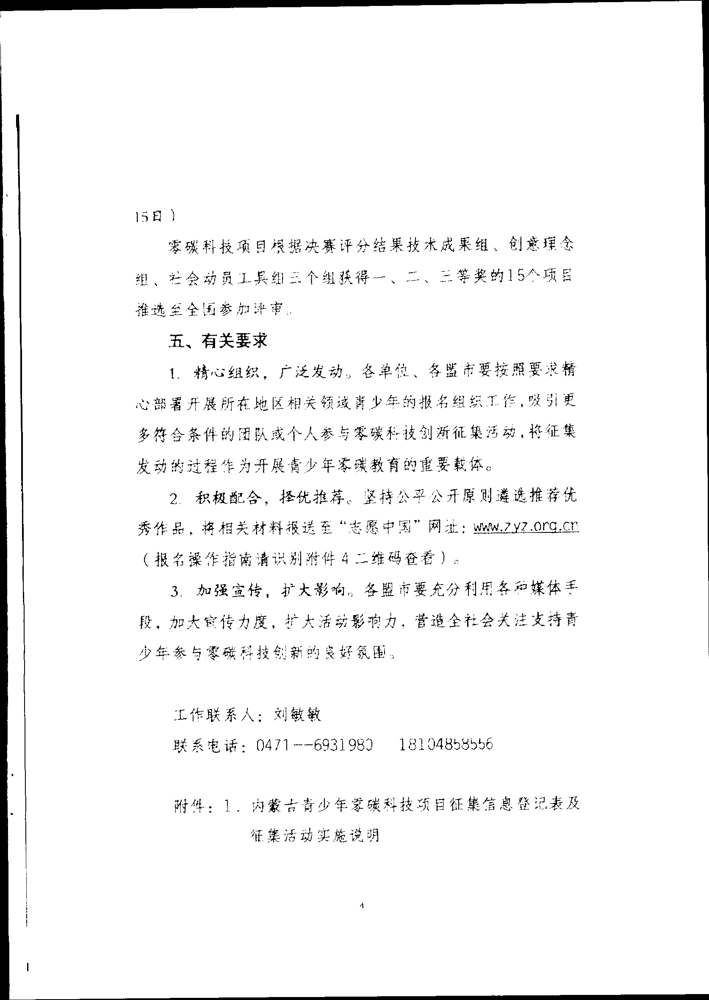 15日）
零碳科技项目根据决赛评分结果技术成果组、创意理念
组、社会动员工具组三个组获得一、二、三等奖的15个项目
推选至全国参加评审。
五、有关要求
1. 精心组织，广泛发动。各单位、各盟市要按照要求精
心部署开展所在地区相关领域青少年的报名组织工作，吸引更
多符合条件的团队或个人参与零碳科技创新征集活动，将征集
发动的过程作为开展青少年零碳教育的重要载体。
2. 积极配合，择优推荐。坚持公平公开原则遴选推荐优
秀作品，将相关材料报送至“志愿中国”网址：www.zyz.org.cn
（报名操作指南请识别附件4二维码查看）。
3. 加强宣传，扩大影响。各盟市要充分利用各种媒体手
段，加大宣传力度，扩大活动影响力，营造全社会关注支持青
少年参与零碳科技创新的良好氛围。
工作联系人：刘敏敏
联系电话：0471--6931980 18104858556
附件：1. 内蒙古青少年零碳科技项目征集信息登记表及
征集活动实施说明
4